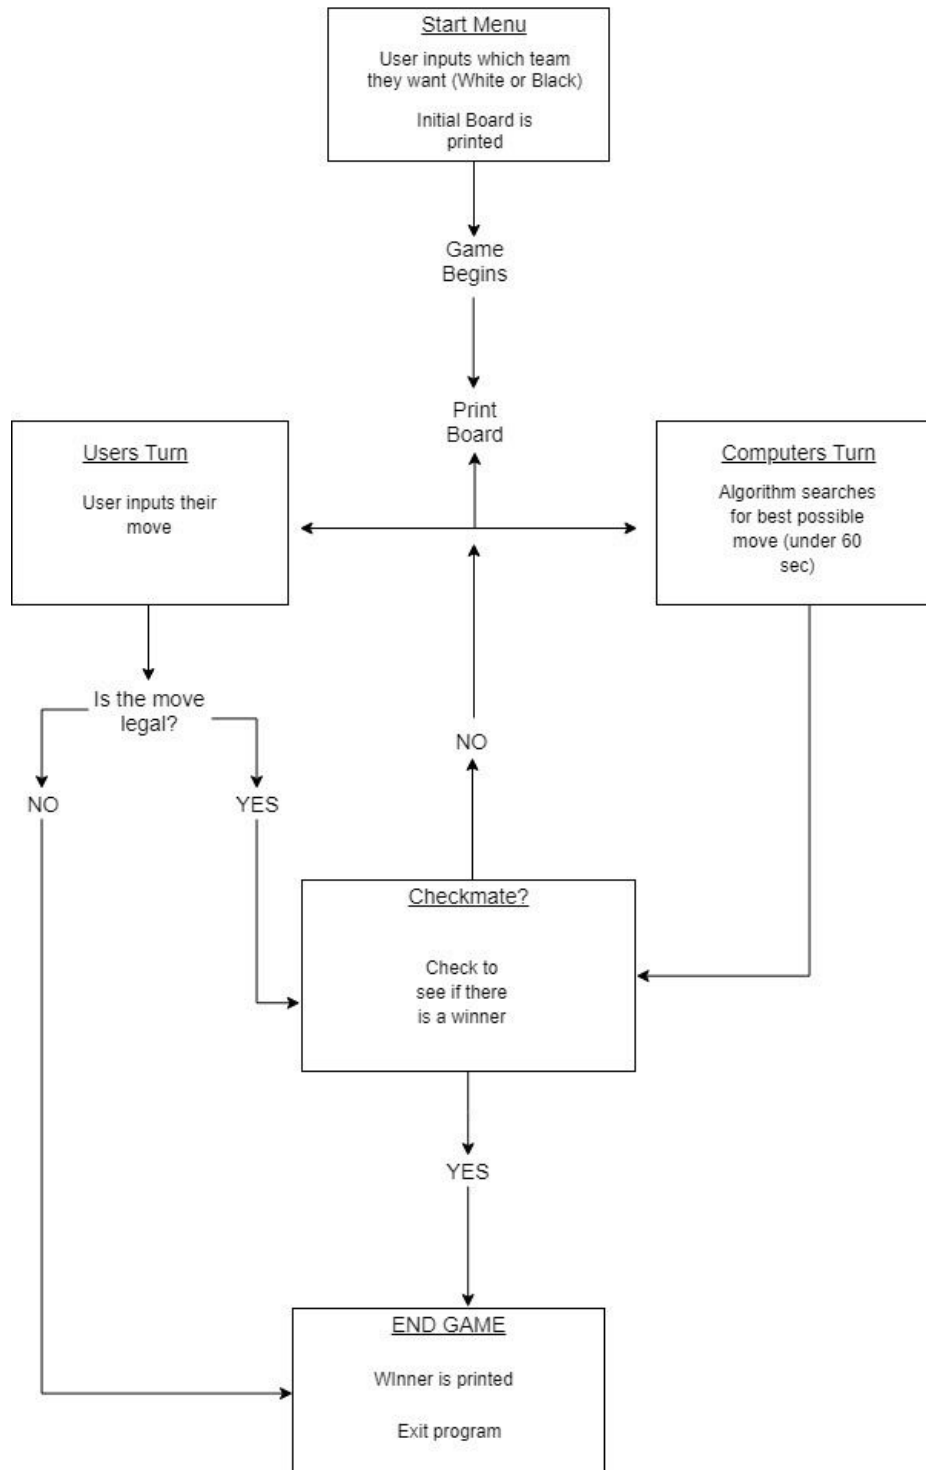 Start Menu
User inputs which team
they want (White or Black)
Initial Board is
printed
Game
Begins
Print
Board
Users Turn
User inputs their
move
Computers Turn
Algorithm searches
for best possible
move (under 60
sec)
Is the move
legal?
NO
YES
NO
Checkmate?
Check to
see if there
is a winner
YES
END GAME
WInner is printed
Exit program